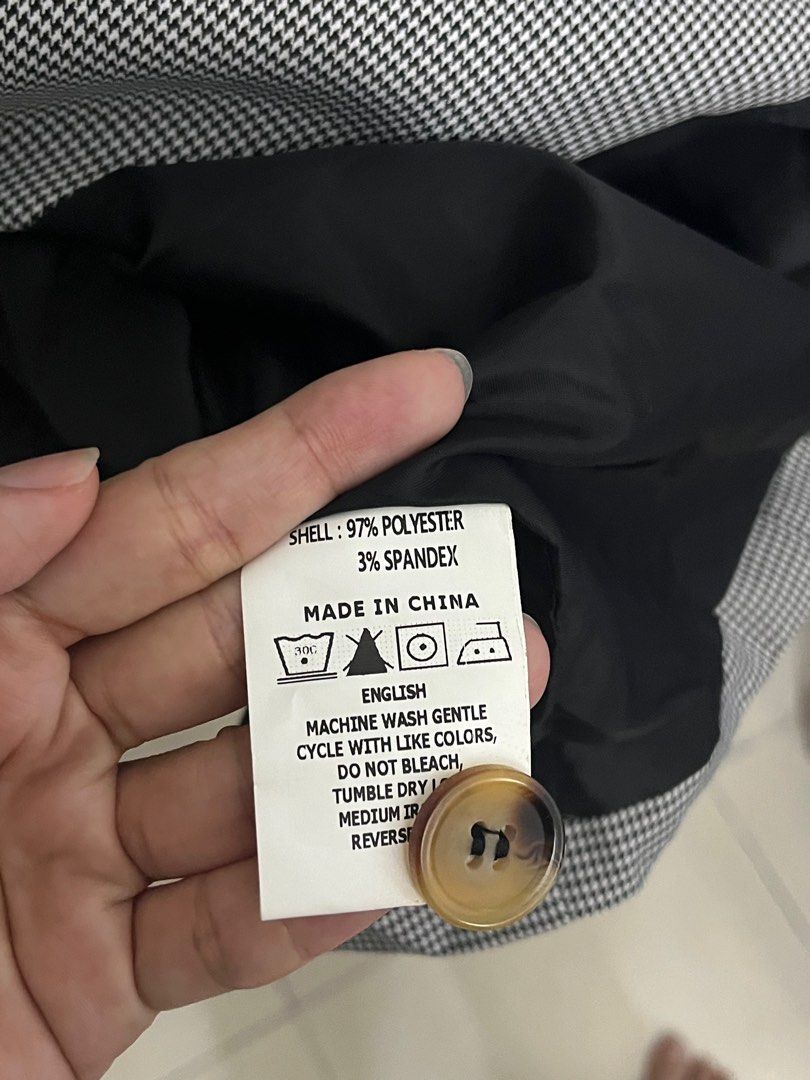 SHELL : 97% POLYESTER
3% SPANDEX
MADE IN CHINA
30C
ENGLISH
MACHINE WASH GENTLE
CYCLE WITH LIKE COLORS,
DO NOT BLEACH,
TUMBLE DRY
MEDIUM